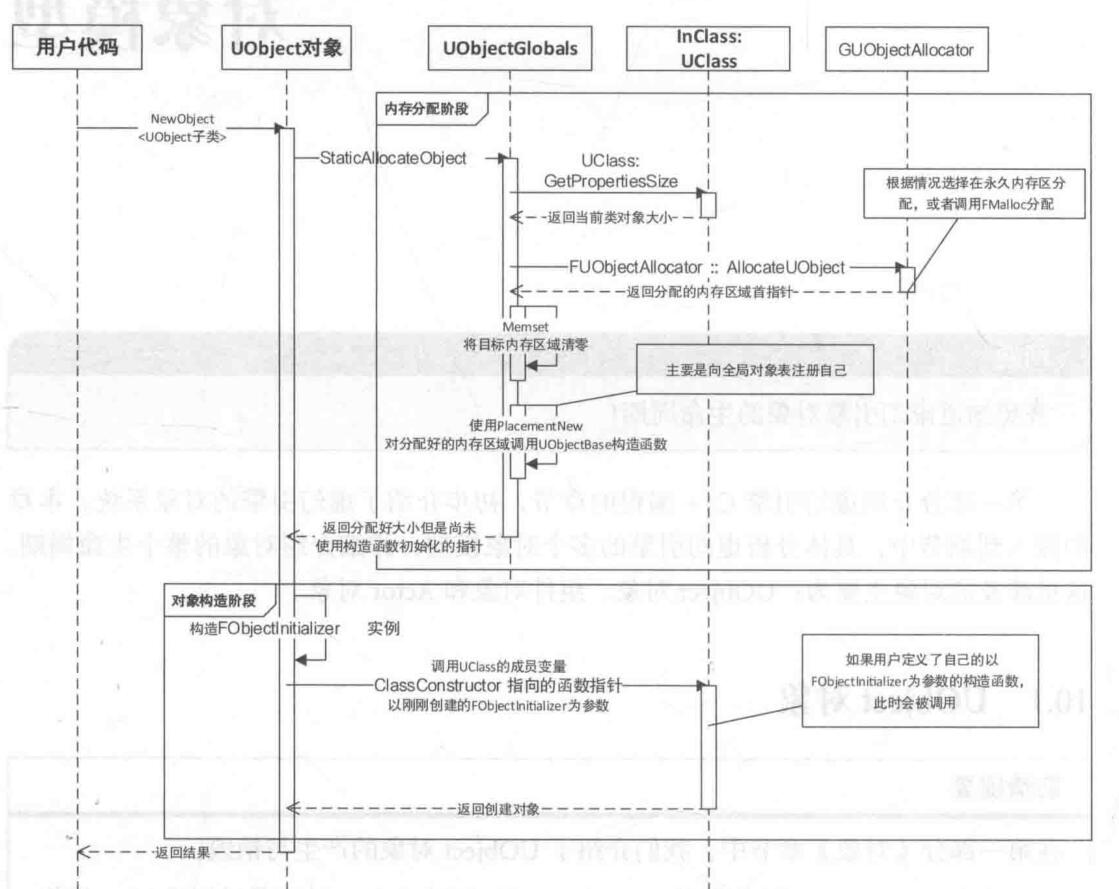 用户代码
UObject对象
UObjectGlobals
InClass:
UClass
GUObjectAllocator
内存分配阶段
NewObject
<UObject子类>
StaticAllocateObject
UClass:
GetPropertiesSize
返回当前类对象大小
根据情况选择在永久内存区分
配，或者调用FMalloc分配
FUObjectAllocator :: AllocateUObject
返回分配的内存区域首指针
Memset
将目标内存区域清零
主要是向全局对象表注册自己
使用PlacementNew
对分配好的内存区域调用UObjectBase构造函数
返回分配好大小但是尚未
使用构造函数初始化的指针
对象构造阶段
构造FObjectInitializer 实例
调用UClass的成员变量
ClassConstructor 指向的函数指针
以刚刚创建的FObjectInitializer为参数
如果用户定义了自己的以
FObjectInitializer为参数的构造函数，
此时会被调用
返回创建对象
返回结果